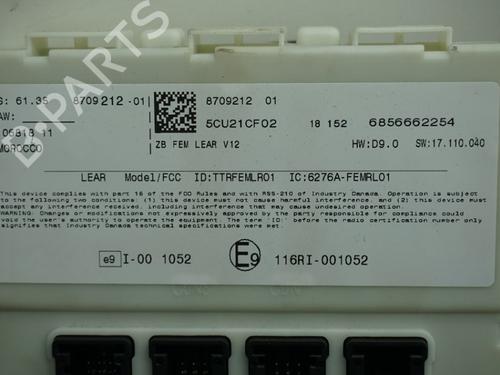 S: 61.35 8709212-01
AW:
06818 11
MOROCCO
8709212 01
5CU21CF02
18 152 6856662254
ZB FEM LEAR V12
HW:D9.0 SW:17.110.040
LEAR Model/FCC ID:TTRFEMLR01 IC:6276A-FEMRL01
This device complies with part 15 of the FCC Rules and with RSS-210 of Industry Canada. Operation is subject
to the following two conditions: (1) this device must not cause harmful interference, and (2) this device
must accept any interference received, including interference that may cause undesired operation.
WARNING: Changes or modifications not expressively approved by the party responsible for compliance could
void the user's authority to operate the equipment. The term 'IC:' before the radio certification number only
signifies that Industry Canada technical specifications were met.
e9 I-00 1052
E9 116RI-001052